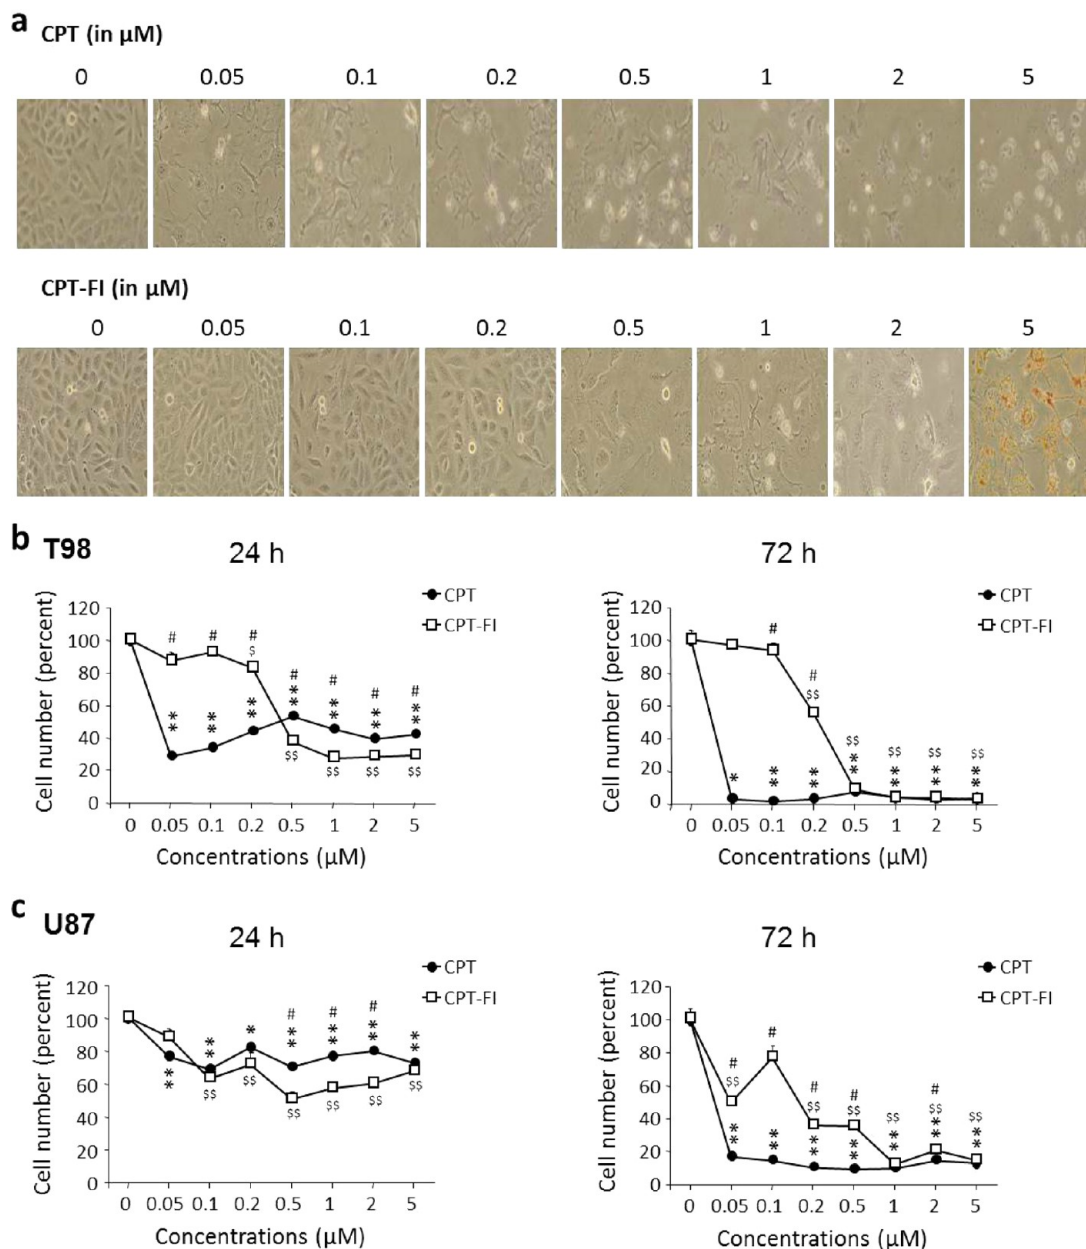 a
CPT (in µM)
0 0.05 0.1 0.2 0.5 1 2 5
CPT-FI (in µM)
0 0.05 0.1 0.2 0.5 1 2 5
b T98
24 h
CPT
CPT-FI
Cell number (percent)
120
100
80
60
40
20
0
# # # # # # #
$
** ** ** ** ** ** **
$$ $$ $$ $$
0 0.05 0.1 0.2 0.5 1 2 5
Concentrations (µM)
72 h
CPT
CPT-FI
Cell number (percent)
120
100
80
60
40
20
0
# #
$$ $$ $$ $$ $$
* ** ** ** ** ** **
0 0.05 0.1 0.2 0.5 1 2 5
Concentrations (µM)
c U87
24 h
CPT
CPT-FI
Cell number (percent)
120
100
80
60
40
20
0
# # #
** ** * ** ** ** **
$$ $$ $$ $$ $$ $$
0 0.05 0.1 0.2 0.5 1 2 5
Concentrations (µM)
72 h
CPT
CPT-FI
Cell number (percent)
120
100
80
60
40
20
0
# # # # #
$$ $$ $$ $$ $$ $$
** ** ** ** ** ** **
0 0.05 0.1 0.2 0.5 1 2 5
Concentrations (µM)